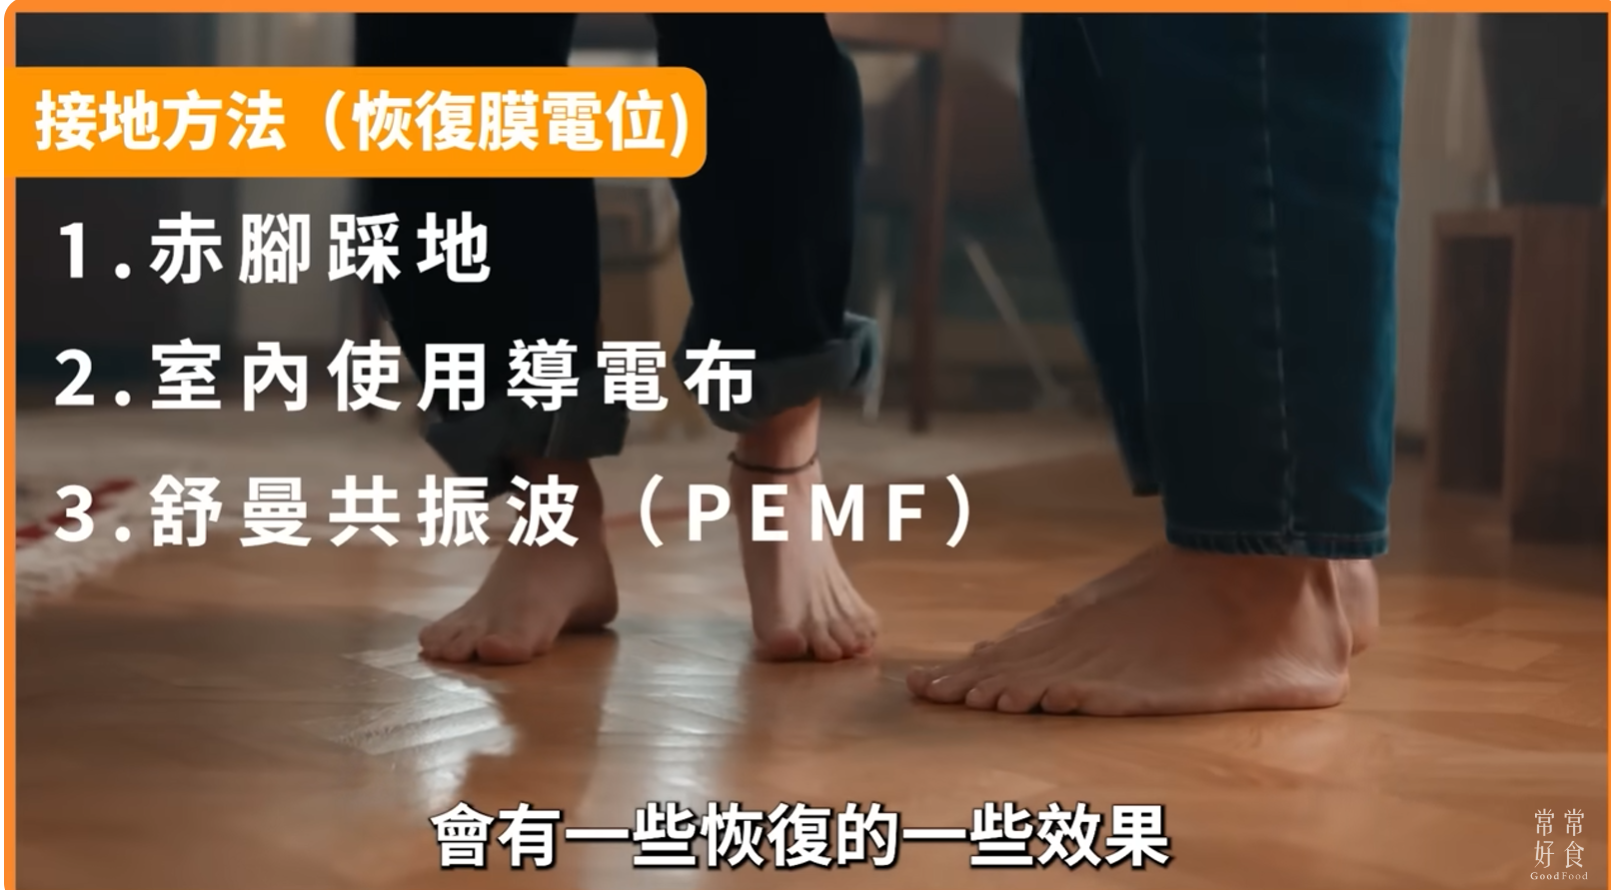 接地方法（恢復膜電位)
1.赤腳踩地
2.室內使用導電布
3.舒曼共振波（PEMF）
會有一些恢復的一些效果
常常
好食
GoodFood